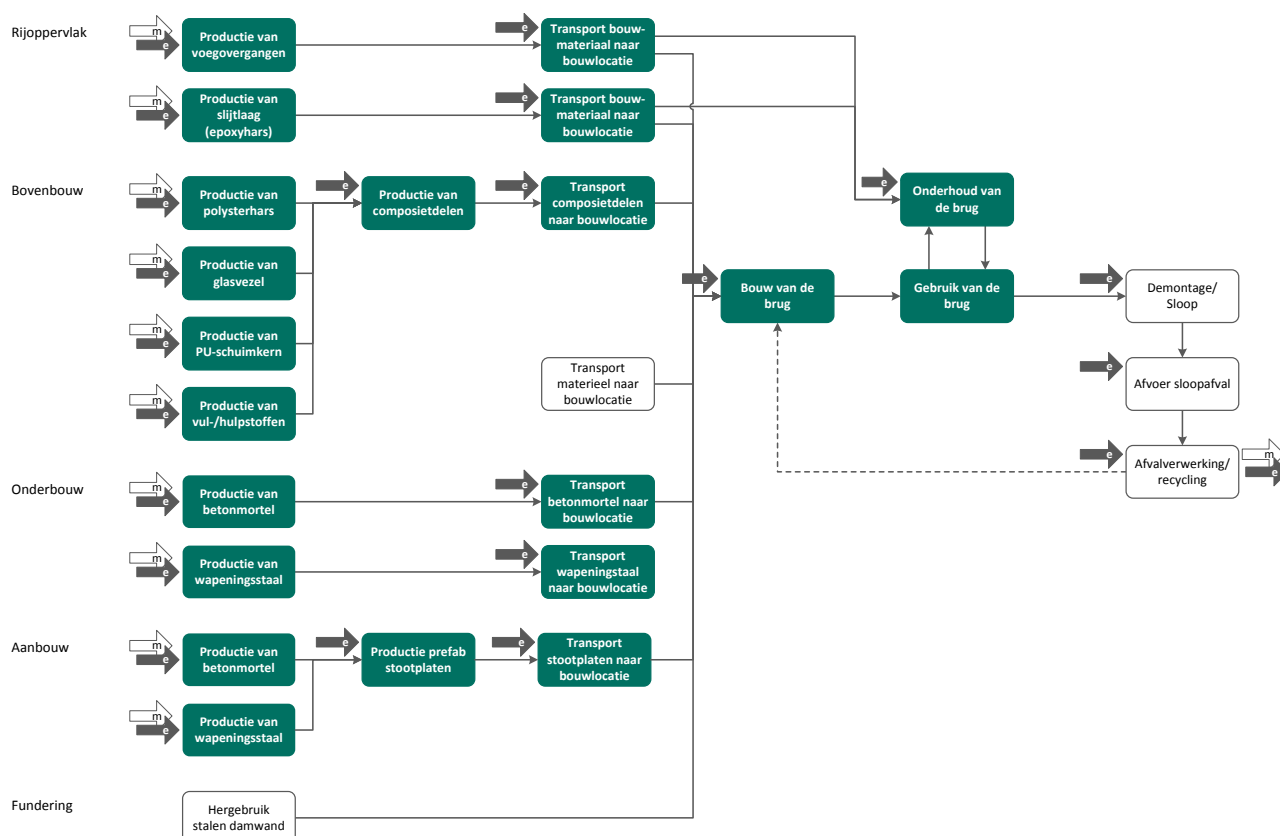 Rijoppervlak
m
e
Productie van
voegovergangen
e
Transport bouw-
materiaal naar
bouwlocatie
m
e
Productie van
slijtlaag
(epoxyhars)
e
Transport bouw-
materiaal naar
bouwlocatie
Bovenbouw
m
e
Productie van
polysterhars
e
Productie van
composietdelen
e
Transport
composietdelen
naar bouwlocatie
e
Onderhoud van
de brug
m
e
Productie van
glasvezel
e
Bouw van de
brug
Gebruik van de
brug
e
Demontage/
Sloop
m
e
Productie van
PU-schuimkern
Transport
materieel naar
bouwlocatie
e
Afvoer sloopafval
m
e
Productie van
vul-/hulpstoffen
e
Afvalverwerking/
recycling
m
e
Onderbouw
m
e
Productie van
betonmortel
e
Transport
betonmortel naar
bouwlocatie
m
e
Productie van
wapeningsstaal
e
Transport
wapeningstaal
naar bouwlocatie
Aanbouw
m
e
Productie van
betonmortel
e
Productie prefab
stootplaten
e
Transport
stootplaten naar
bouwlocatie
m
e
Productie van
wapeningsstaal
Fundering
Hergebruik
stalen damwand